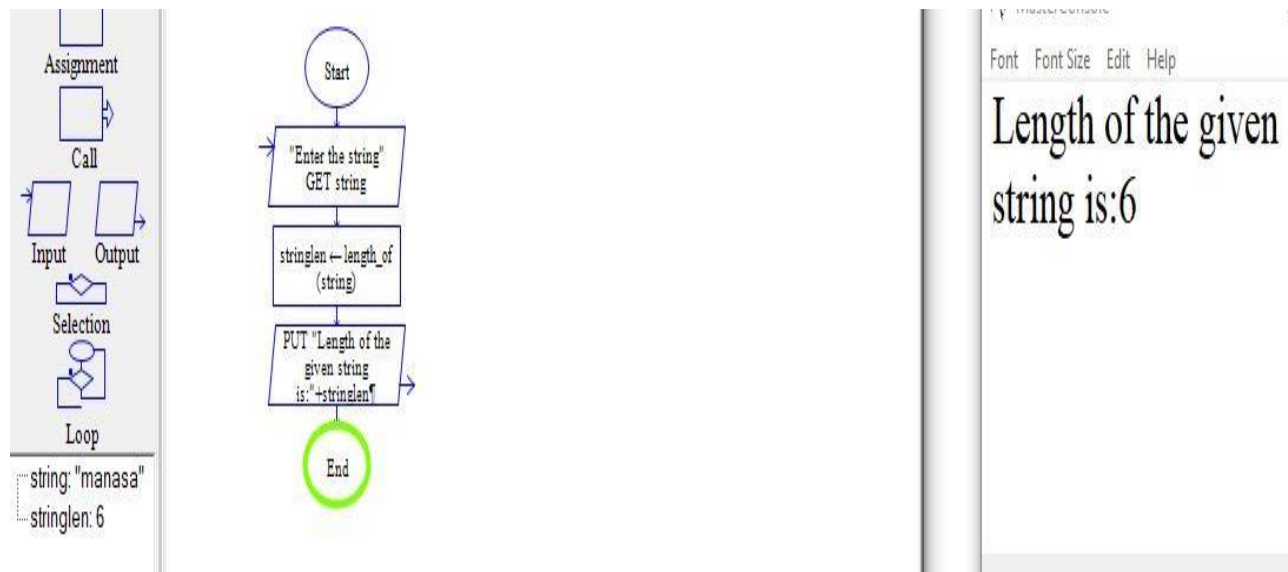 Assignment
Call
Input Output
Selection
Loop
string: "manasa"
stringlen: 6
Start
"Enter the string"
GET string
stringlen ← length_of
(string)
PUT "Length of the
given string
is:"+stringlen¶
End
MasterConsole
Font Font Size Edit Help
Length of the given
string is:6